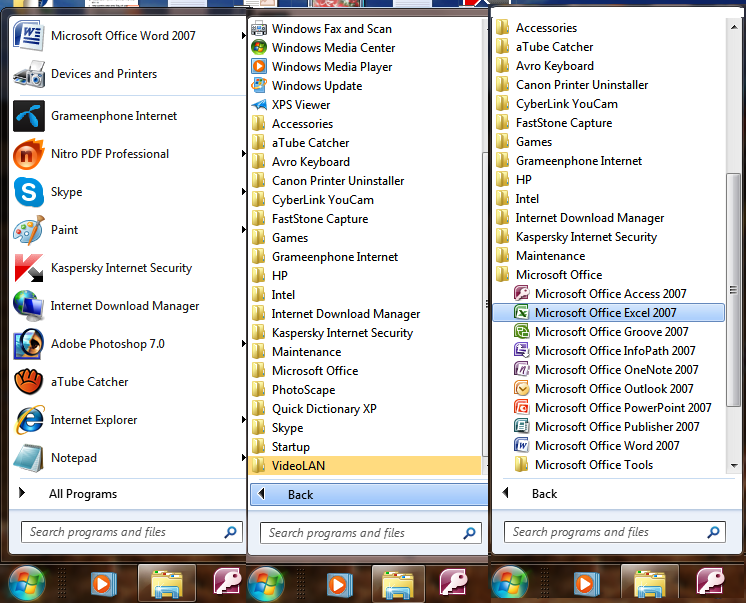 Microsoft Office Word 2007
Devices and Printers
Grameenphone Internet
Nitro PDF Professional
Skype
Paint
Kaspersky Internet Security
Internet Download Manager
Adobe Photoshop 7.0
aTube Catcher
Internet Explorer
Notepad
All Programs
Search programs and files
Windows Fax and Scan
Windows Media Center
Windows Media Player
Windows Update
XPS Viewer
Accessories
aTube Catcher
Avro Keyboard
Canon Printer Uninstaller
CyberLink YouCam
FastStone Capture
Games
Grameenphone Internet
HP
Intel
Internet Download Manager
Kaspersky Internet Security
Maintenance
Microsoft Office
PhotoScape
Quick Dictionary XP
Skype
Startup
VideoLAN
Back
Search programs and files
Accessories
aTube Catcher
Avro Keyboard
Canon Printer Uninstaller
CyberLink YouCam
FastStone Capture
Games
Grameenphone Internet
HP
Intel
Internet Download Manager
Kaspersky Internet Security
Maintenance
Microsoft Office
Microsoft Office Access 2007
Microsoft Office Excel 2007
Microsoft Office Groove 2007
Microsoft Office InfoPath 2007
Microsoft Office OneNote 2007
Microsoft Office Outlook 2007
Microsoft Office PowerPoint 2007
Microsoft Office Publisher 2007
Microsoft Office Word 2007
Microsoft Office Tools
Back
Search programs and files